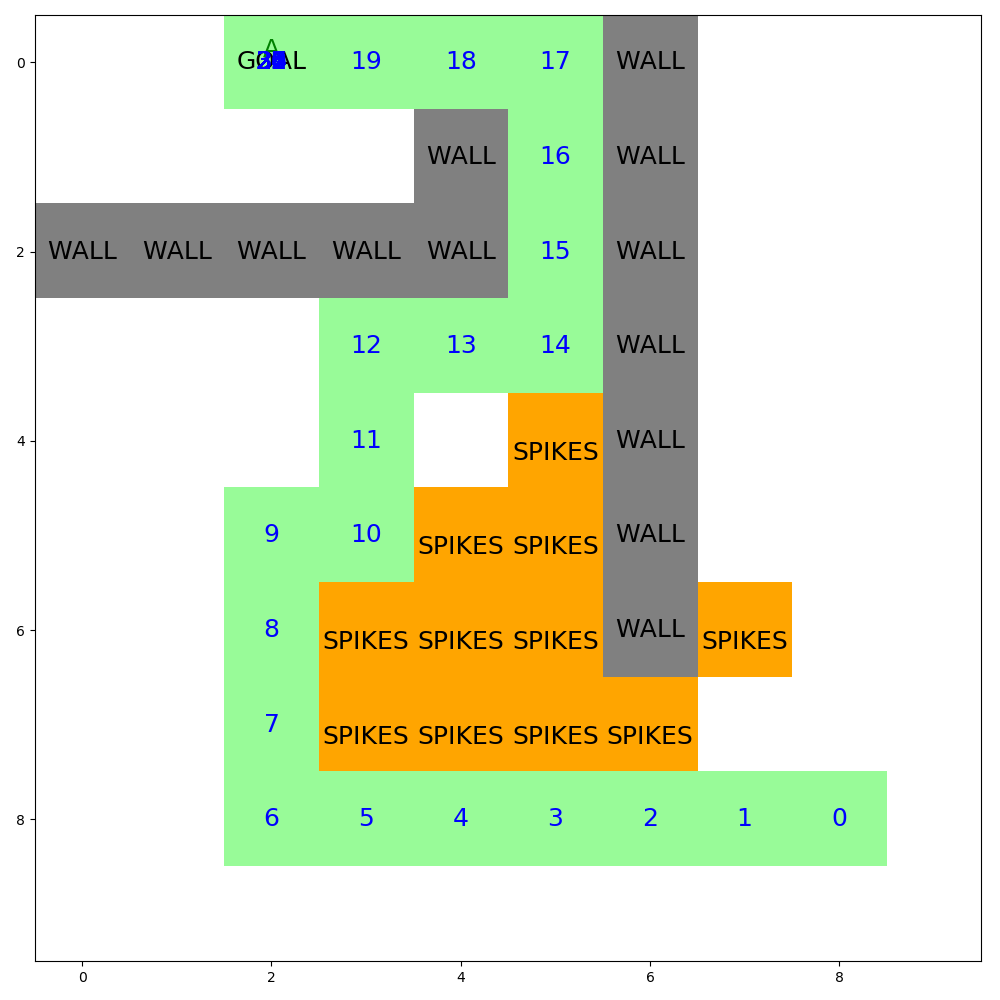 A
0 GOAL 19 18 17 WALL
WALL 16 WALL
2 WALL WALL WALL WALL WALL 15 WALL
12 13 14 WALL
4 11 SPIKES WALL
9 10 SPIKES SPIKES WALL
6 8 SPIKES SPIKES SPIKES WALL SPIKES
7 SPIKES SPIKES SPIKES SPIKES
8 6 5 4 3 2 1 0
0 2 4 6 8